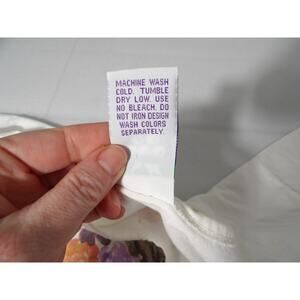 MACHINE WASH
COLD. TUMBLE
DRY LOW. USE
NO BLEACH. DO
NOT IRON DESIGN
WASH COLORS
SEPARATELY.